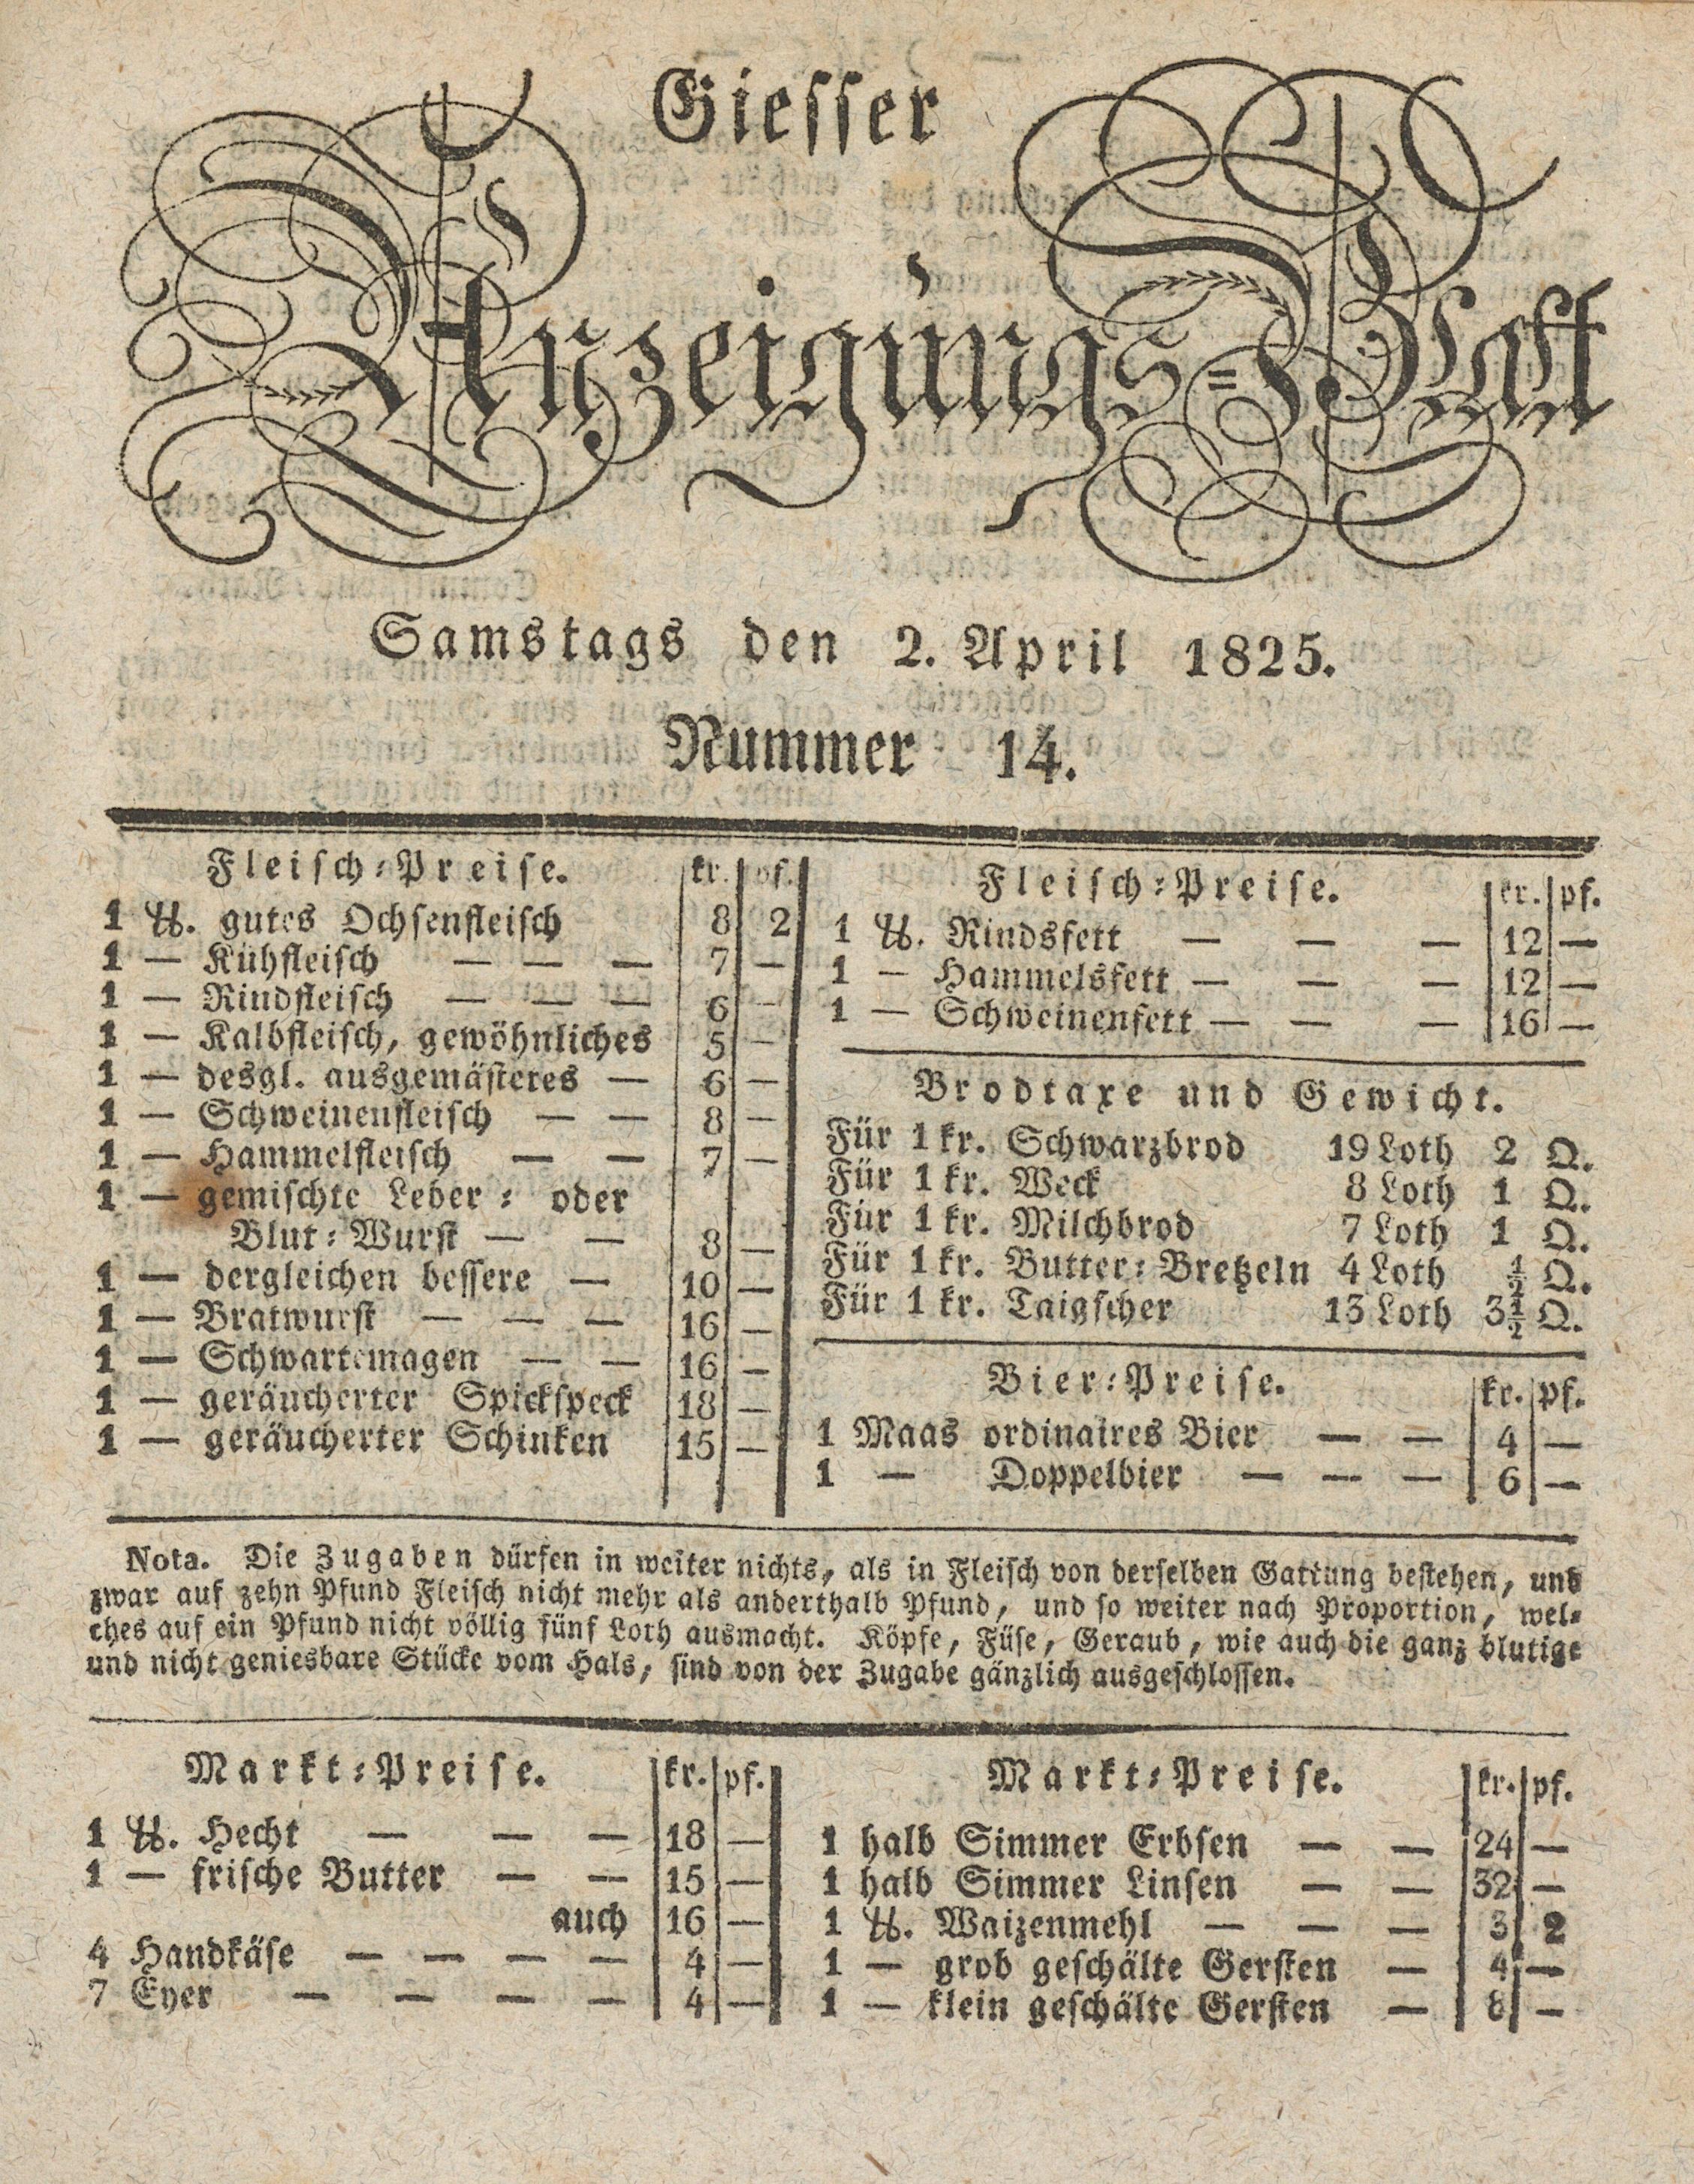 Giesser
Anzeigungs=Blatt
Samstags den 2. April 1825.
Nummer 14.
Fleisch=Preise. kr. pf.
1 ℔. gutes Ochsenfleisch 8 2
1 — Kühfleisch — — — 7 —
1 — Rindfleisch — — — 6 —
1 — Kalbfleisch, gewöhnliches 5 —
1 — desgl. ausgemästeres — 6 —
1 — Schweinenfleisch — — 8 —
1 — Hammelfleisch — — 7 —
1 — gemischte Leber= oder
Blut=Wurst — — 8 —
1 — dergleichen bessere — 10 —
1 — Bratwurst — — — 16 —
1 — Schwartemagen — — 16 —
1 — geräucherter Spickspeck 18 —
1 — geräucherter Schinken 15 —
Fleisch=Preise. kr. pf.
1 ℔. Rindsfett — — — 12 —
1 — Hammelsfett — — — 12 —
1 — Schweinenfett — — — 16 —
Brodtaxe und Gewicht.
Für 1 kr. Schwarzbrod 19 Loth 2 Q.
Für 1 kr. Weck 8 Loth 1 Q.
Für 1 kr. Milchbrod 7 Loth 1 Q.
Für 1 kr. Butter=Bretzeln 4 Loth ½ Q.
Für 1 kr. Taigscher 13 Loth 3½ Q.
Bier=Preise. kr. pf.
1 Maas ordinaires Bier — — 4 —
1 — Doppelbier — — — 6 —
Nota. Die Zugaben dürfen in weiter nichts, als in Fleisch von derselben Gattung bestehen, und
zwar auf zehn Pfund Fleisch nicht mehr als anderthalb Pfund, und so weiter nach Proportion, wel=
ches auf ein Pfund nicht völlig fünf Loth ausmacht. Köpfe, Füse, Geraub, wie auch die ganz blutige
und nicht geniesbare Stücke vom Hals, sind von der Zugabe gänzlich ausgeschlossen.
Markt=Preise. kr. pf.
1 ℔. Hecht — — — 18 —
1 — frische Butter — — 15 —
auch 16 —
4 Handkäse — — — — 4 —
7 Eyer — — — — 4 —
Markt=Preise. kr. pf.
1 halb Simmer Erbsen — — 24 —
1 halb Simmer Linsen — — 32 —
1 ℔. Waizenmehl — — — 3 2
1 — grob geschälte Gersten — 4 —
1 — klein geschälte Gersten — 8 —